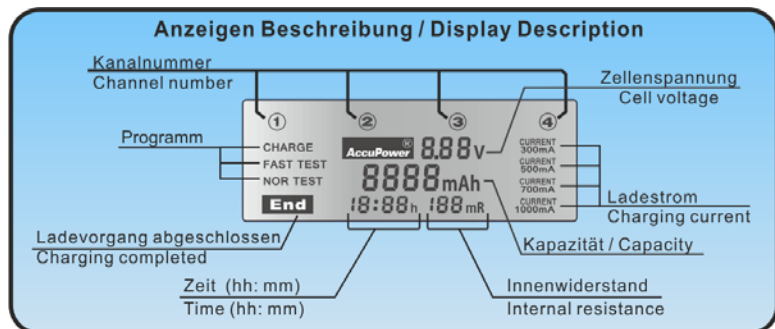 Anzeigen Beschreibung / Display Description
Kanalnummer
Channel number
Zellenspannung
Cell voltage
① ② ③ ④
Programm
CHARGE
FAST TEST
NOR TEST
End
AccuPower® 8.88V
8888mAh
18:88h 188mR
CURRENT
300mA
CURRENT
500mA
CURRENT
700mA
CURRENT
1000mA
Ladestrom
Charging current
Ladevorgang abgeschlossen
Charging completed
Kapazität / Capacity
Zeit (hh: mm)
Time (hh: mm)
Innenwiderstand
Internal resistance